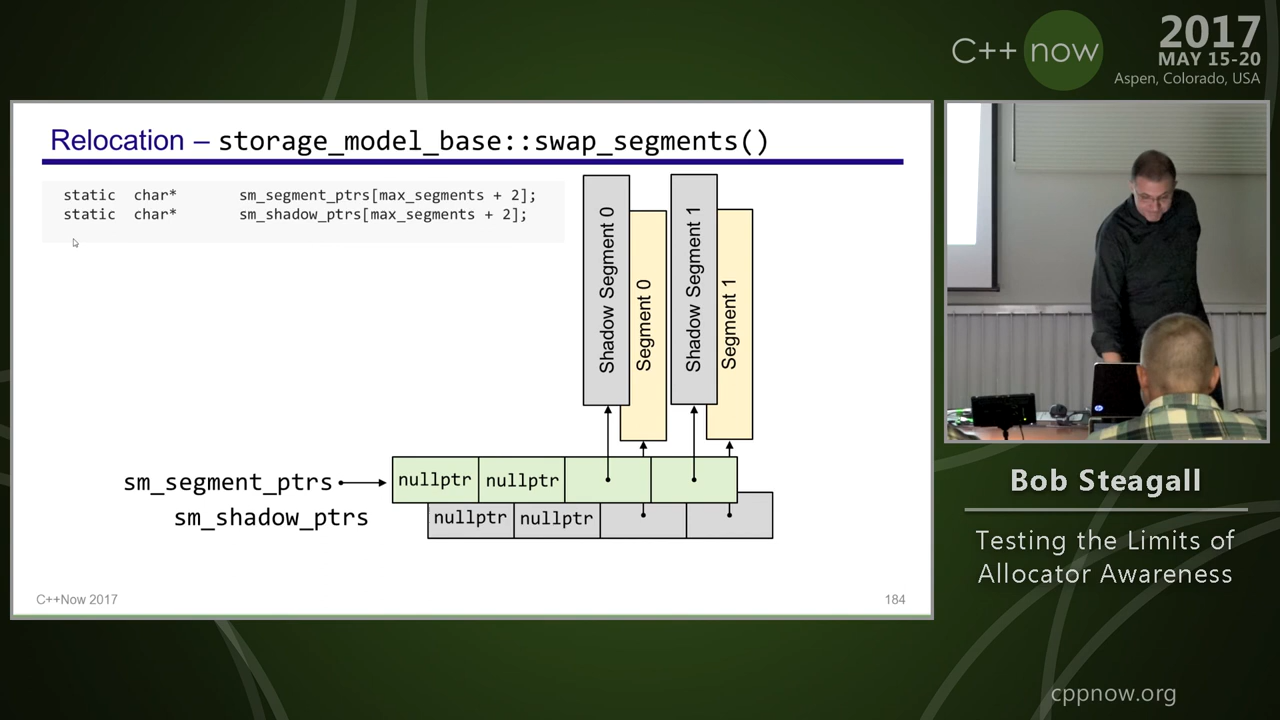 C++ now
2017
MAY 15-20
Aspen, Colorado, USA
Relocation – storage_model_base::swap_segments()
static char* sm_segment_ptrs[max_segments + 2];
static char* sm_shadow_ptrs[max_segments + 2];
Shadow Segment 0
Segment 0
Shadow Segment 1
Segment 1
sm_segment_ptrs
nullptr nullptr
sm_shadow_ptrs
nullptr nullptr
C++Now 2017
184
hp
Bob Steagall
Testing the Limits of
Allocator Awareness
cppnow.org